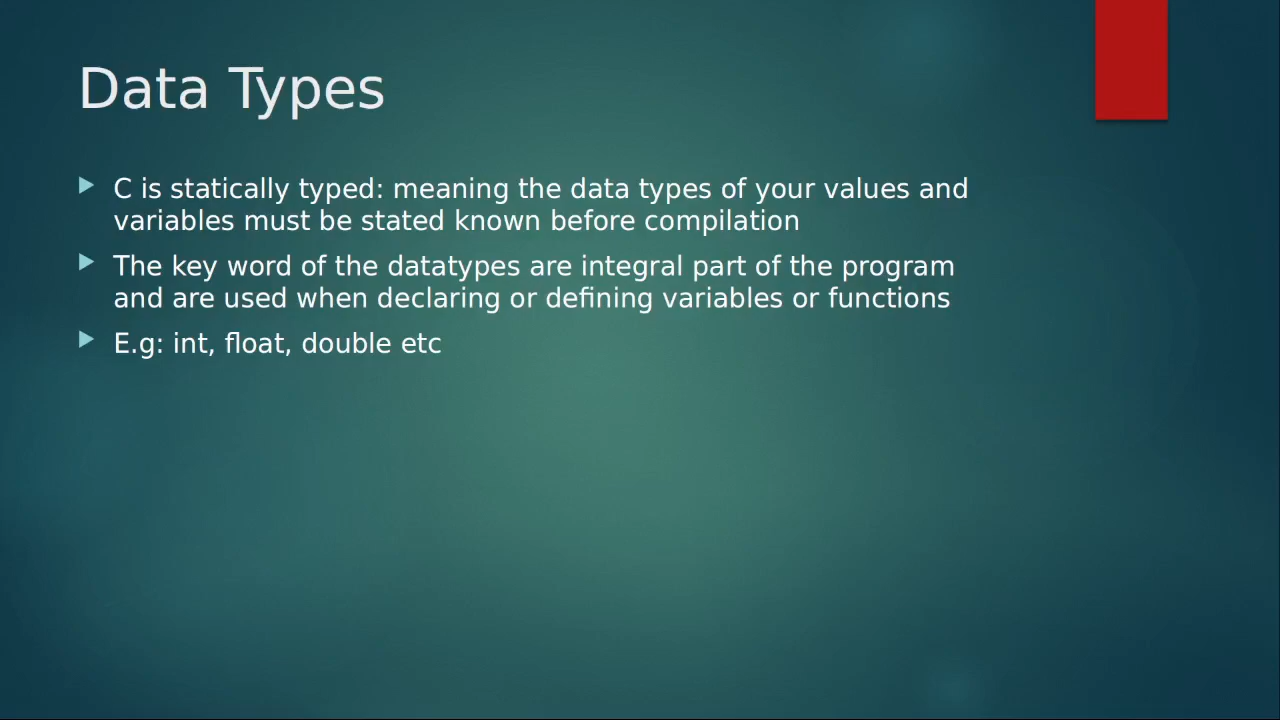 Data Types
C is statically typed: meaning the data types of your values and
variables must be stated known before compilation
The key word of the datatypes are integral part of the program
and are used when declaring or defining variables or functions
E.g: int, float, double etc